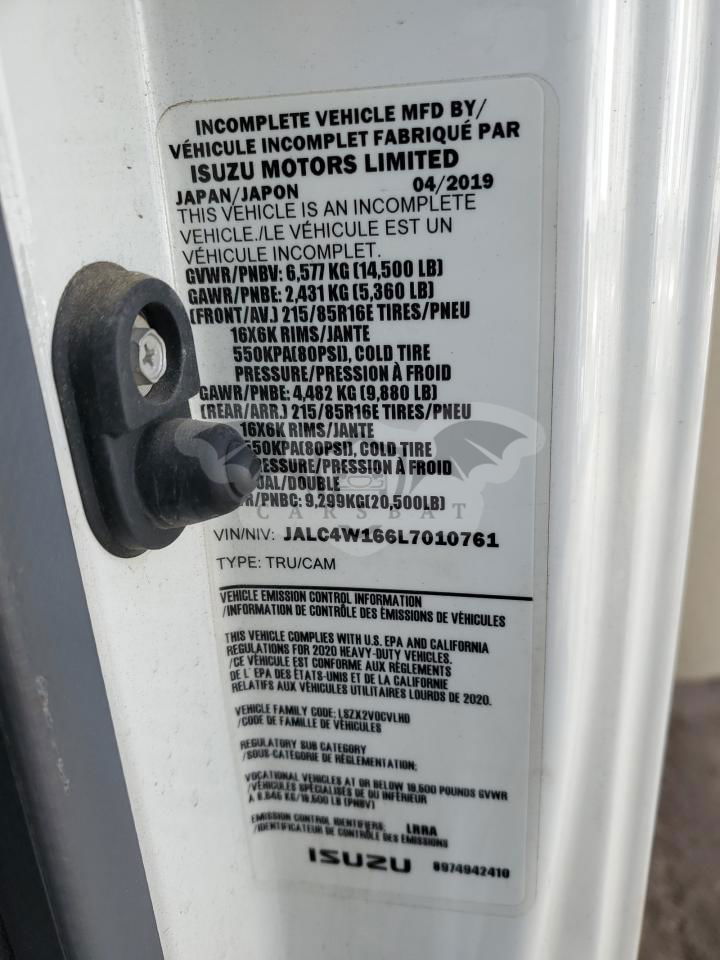 INCOMPLETE VEHICLE MFD BY/
VÉHICULE INCOMPLET FABRIQUÉ PAR
ISUZU MOTORS LIMITED
JAPAN/JAPON 04/2019
THIS VEHICLE IS AN INCOMPLETE
VEHICLE./LE VÉHICULE EST UN
VÉHICULE INCOMPLET.
GVWR/PNBV: 6,577 KG (14,500 LB)
GAWR/PNBE: 2,431 KG (5,360 LB)
(FRONT/AV.) 215/85R16E TIRES/PNEU
16X6K RIMS/JANTE
550KPA(80PSI), COLD TIRE
PRESSURE/PRESSION À FROID
GAWR/PNBE: 4,482 KG (9,880 LB)
(REAR/ARR.) 215/85R16E TIRES/PNEU
16X6K RIMS/JANTE
550KPA(80PSI), COLD TIRE
ESSURE/PRESSION À FROID
UAL/DOUBLE
R/PNBC: 9,299KG(20,500LB)
CARSBAT
VIN/NIV: JALC4W166L7010761
TYPE: TRU/CAM
VEHICLE EMISSION CONTROL INFORMATION
/INFORMATION DE CONTRÔLE DES ÉMISSIONS DE VÉHICULES
THIS VEHICLE COMPLIES WITH U.S. EPA AND CALIFORNIA
REGULATIONS FOR 2020 HEAVY-DUTY VEHICLES.
/CE VÉHICULE EST CONFORME AUX RÈGLEMENTS
DE L'EPA DES ÉTATS-UNIS ET DE LA CALIFORNIE
RELATIFS AUX VÉHICULES UTILITAIRES LOURDS DE 2020.
VEHICLE FAMILY CODE: LSZX2VOCVLHD
/CODE DE FAMILLE DE VÉHICULES
REGULATORY SUB CATEGORY
/SOUS-CATÉGORIE DE RÉGLEMENTATION:
VOCATIONAL VEHICLES AT OR BELOW 19,500 POUNDS GVWR
/VÉHICULES SPÉCIALISÉS DE OU INFÉRIEUR
À 8,845 KG/19,500 LB (PNBV)
EMISSION CONTROL IDENTIFIERS: LRRA
/IDENTIFICATEUR DE CONTRÔLE DES ÉMISSIONS
ISUZU 8974942410